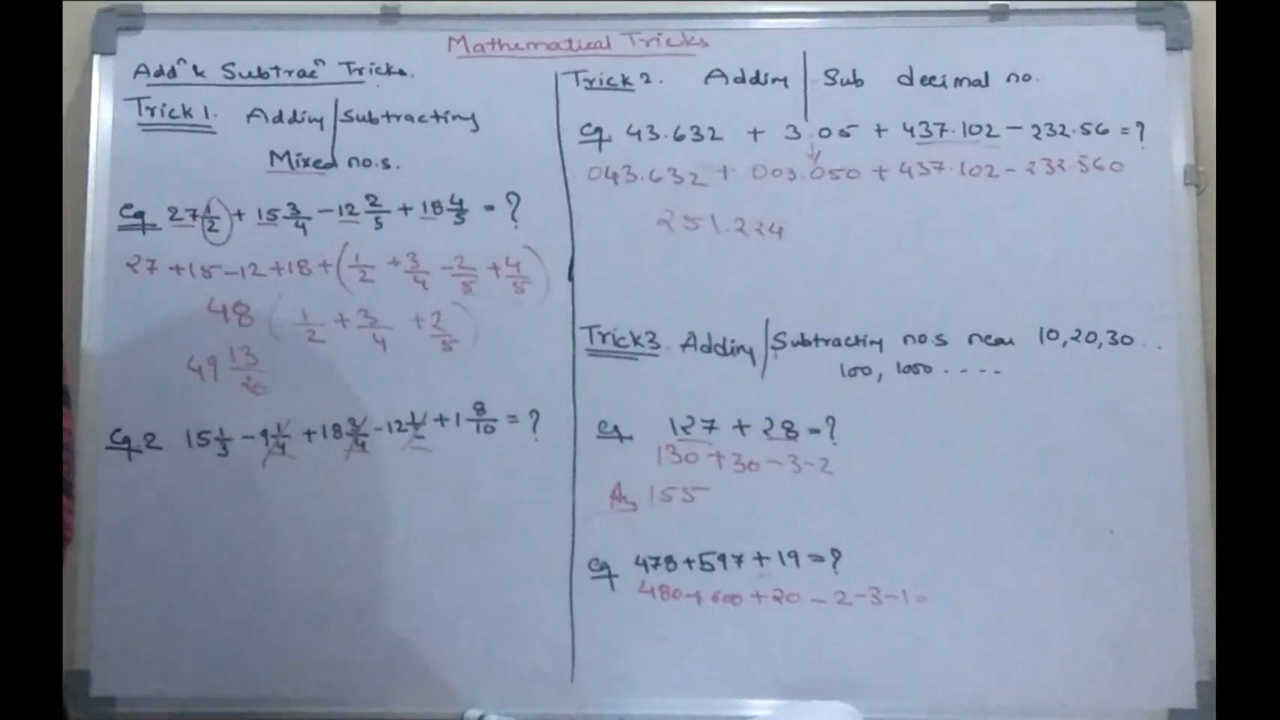 Mathematical Tricks
Addⁿ & Subtracⁿ Tricks.
Trick 1. Adding/Subtracting
Mixed no.s.
Eg 27 1/2 + 15 3/4 - 12 2/5 + 18 4/5 = ?
27 + 15 - 12 + 18 + (1/2 + 3/4 - 2/5 + 4/5)
48 (1/2 + 3/4 + 2/5)
49 13/20
Eg. 2 15 1/3 - 9 1/4 + 18 3/4 - 12 1/2 + 1 8/10 = ?
Trick 2. Adding / Sub decimal no.
Eg 43.632 + 3.05 + 437.102 - 232.56 = ?
043.632 + 003.050 + 437.102 - 232.560
251.224
Trick 3. Adding/Subtracting no.s near 10, 20, 30 ..
100, 1000 ....
Eg. 127 + 28 = ?
130 + 30 - 3 - 2
Ans 155
Eg 478 + 597 + 19 = ?
480 + 600 + 20 - 2 - 3 - 1